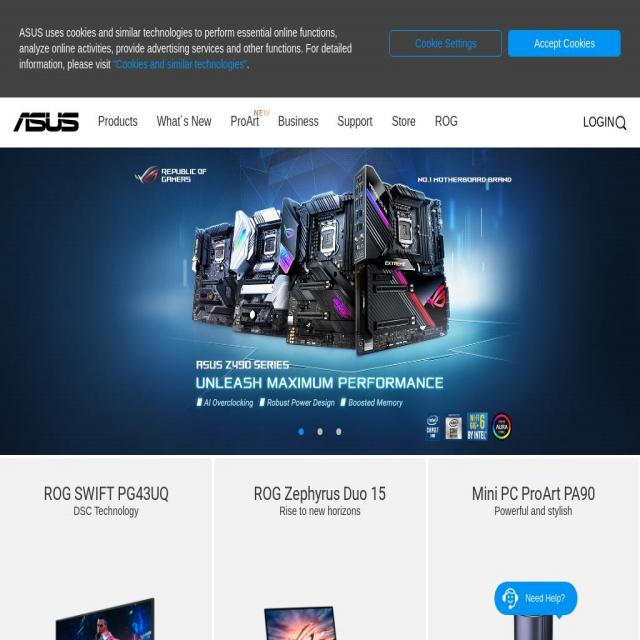 ASUS uses cookies and similar technologies to perform essential online functions,
analyze online activities, provide advertising services and other functions. For detailed
information, please visit "Cookies and similar technologies".
Cookie Settings
Accept Cookies
ASUS
Products
What´s New
ProArt
NEW
Business
Support
Store
ROG
LOGIN
REPUBLIC OF
GAMERS
NO.1 MOTHERBOARD BRAND
EXTREME
ASUS Z490 SERIES
UNLEASH MAXIMUM PERFORMANCE
AI Overclocking
Robust Power Design
Boosted Memory
WI-FI
GIG+ 6
BY INTEL
AURA
ROG SWIFT PG43UQ
DSC Technology
ROG Zephyrus Duo 15
Rise to new horizons
Mini PC ProArt PA90
Powerful and stylish
Need Help?